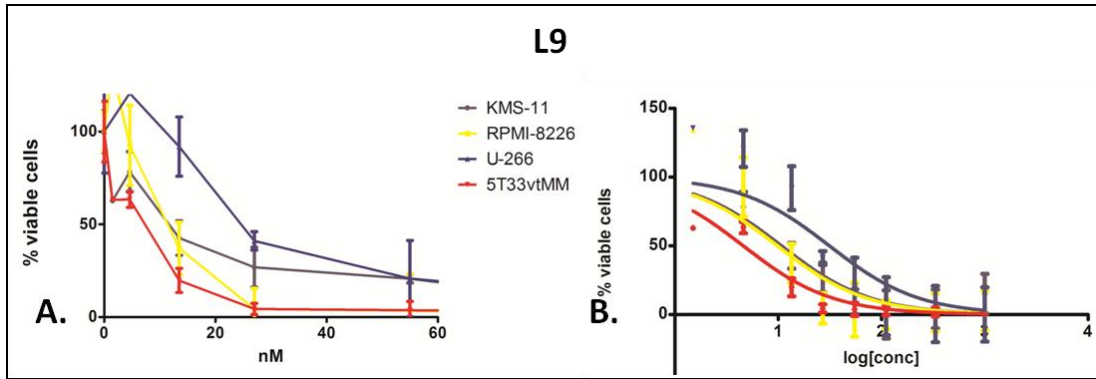 L9
100
50
0
% viable cells
A.
0
20
40
60
nM
KMS-11
RPMI-8226
U-266
5T33vtMM
150
100
50
0
% viable cells
B.
1
2
4
log[conc]